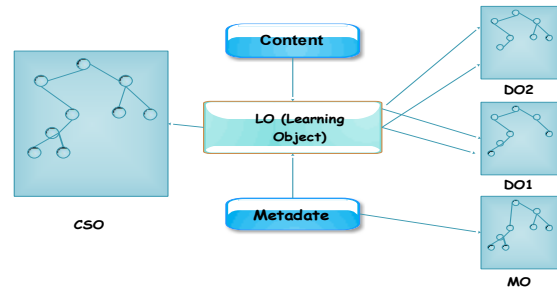 Content
DO2
LO (Learning
Object)
DO1
CSO
Metadate
MO